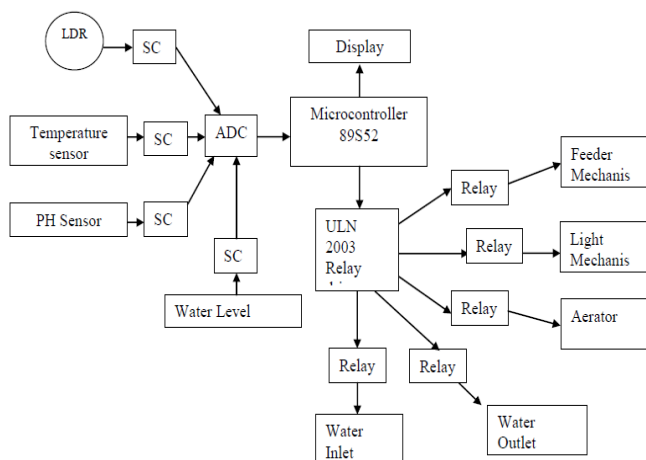 LDR
SC
Display
Temperature
sensor
SC
ADC
Microcontroller
89S52
PH Sensor
SC
SC
Water Level
ULN
2003
Relay
Relay
Feeder
Mechanis
Relay
Light
Mechanis
Relay
Aerator
Relay
Relay
Water
Inlet
Water
Outlet